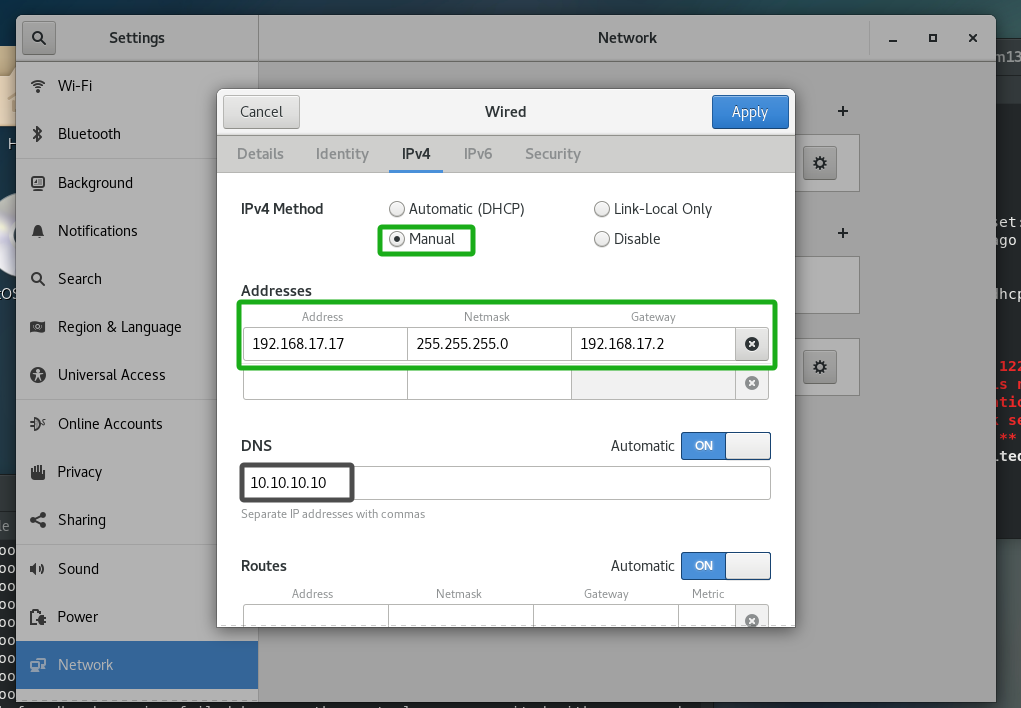 Settings
Network
Wi-Fi
Bluetooth
Background
Notifications
Search
Region & Language
Universal Access
Online Accounts
Privacy
Sharing
Sound
Power
Network
Cancel
Wired
Apply
Details Identity IPv4 IPv6 Security
IPv4 Method
Automatic (DHCP)
Link-Local Only
Manual
Disable
Addresses
Address Netmask Gateway
192.168.17.17 255.255.255.0 192.168.17.2
DNS
Automatic ON
10.10.10.10
Separate IP addresses with commas
Routes
Automatic ON
Address Netmask Gateway Metric